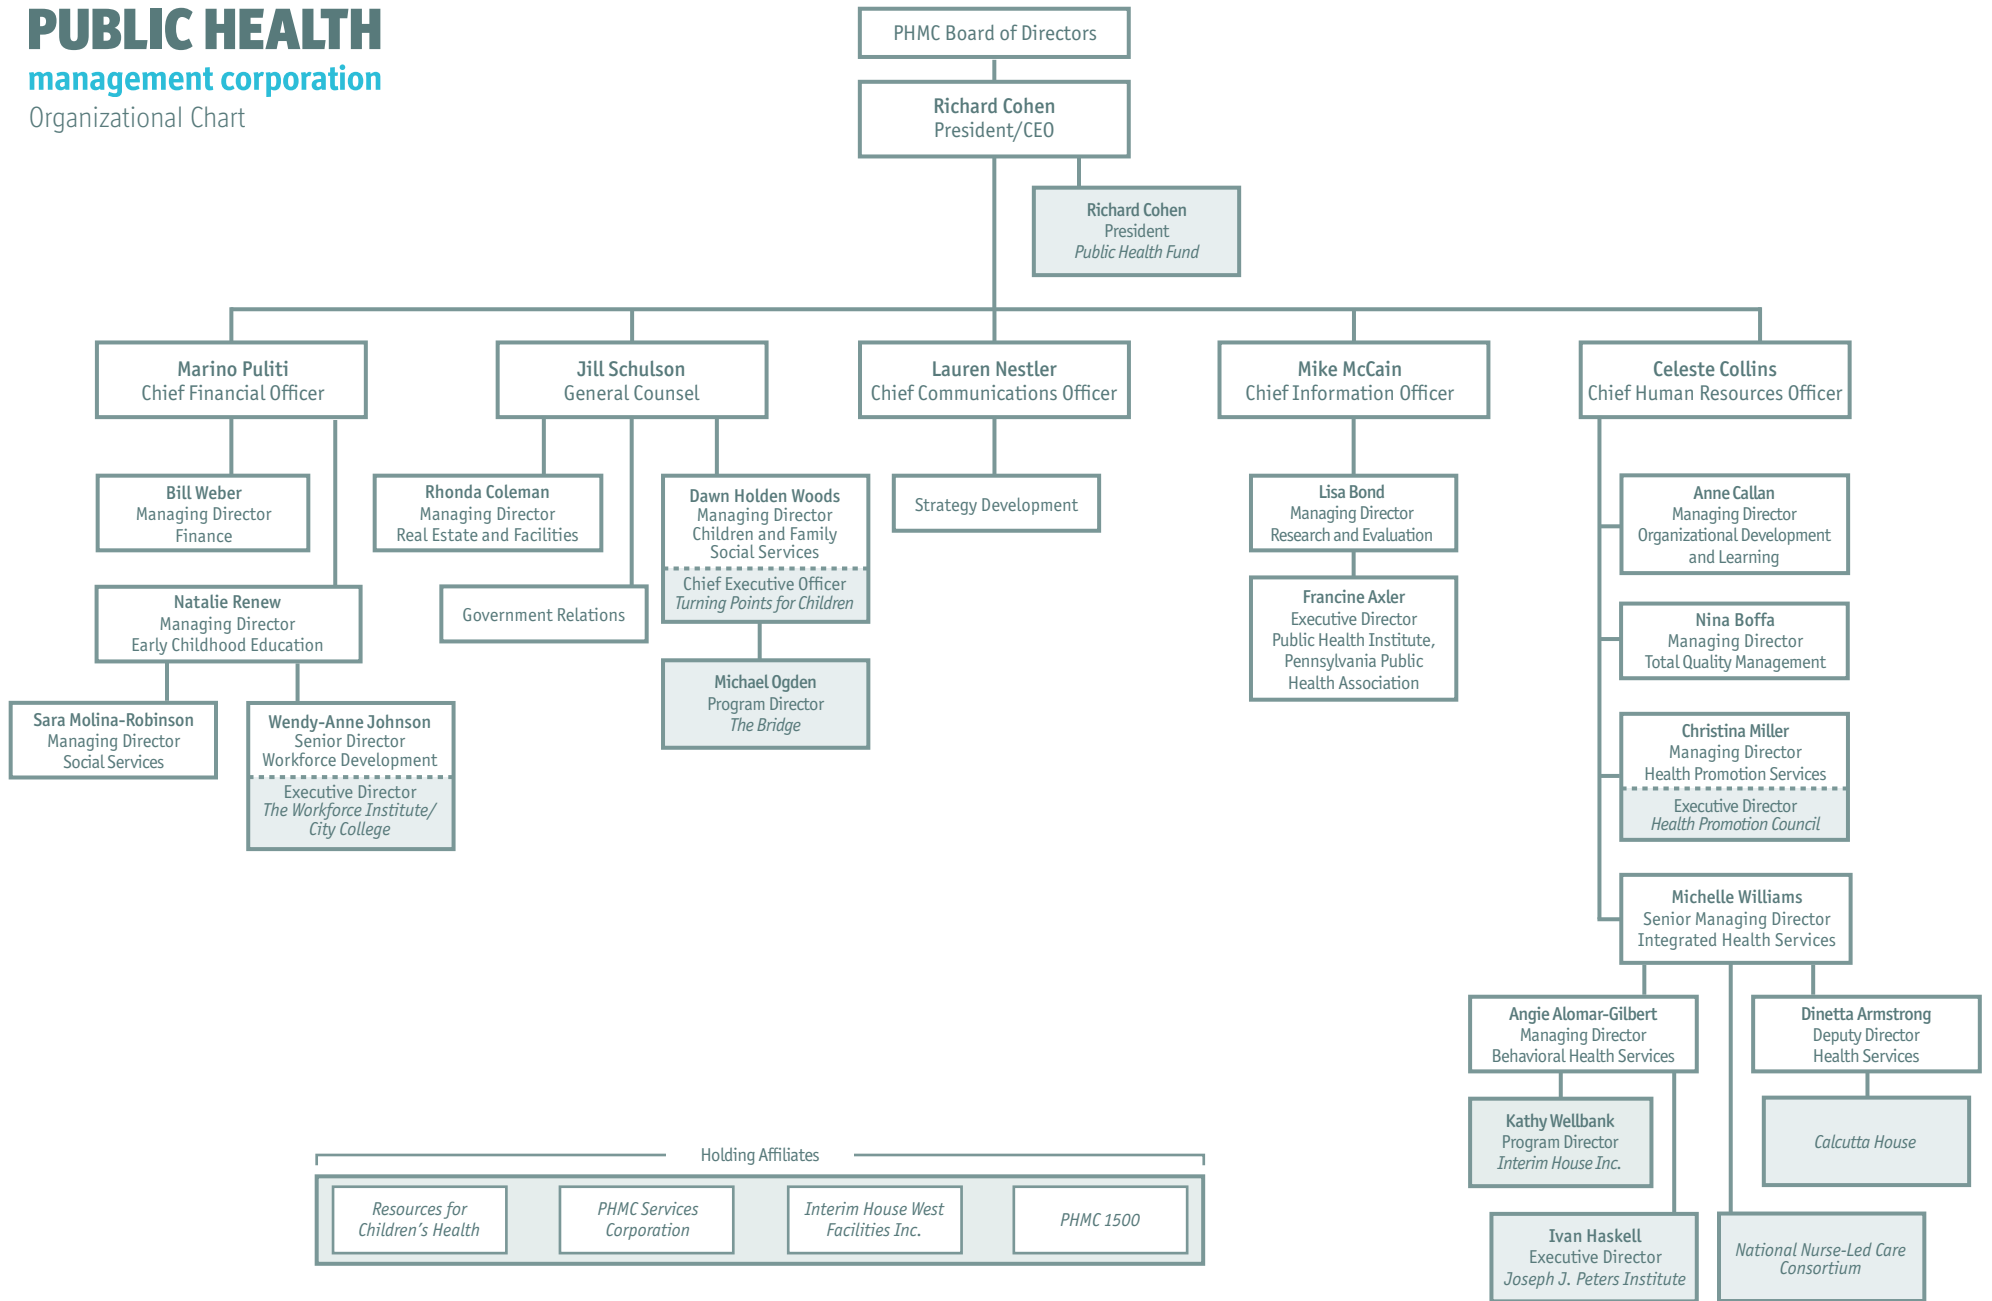 PUBLIC HEALTH
management corporation
Organizational Chart
PHMC Board of Directors
Richard Cohen
President/CEO
Richard Cohen
President
Public Health Fund
Marino Puliti
Chief Financial Officer
Jill Schulson
General Counsel
Lauren Nestler
Chief Communications Officer
Mike McCain
Chief Information Officer
Celeste Collins
Chief Human Resources Officer
Bill Weber
Managing Director
Finance
Natalie Renew
Managing Director
Early Childhood Education
Sara Molina-Robinson
Managing Director
Social Services
Wendy-Anne Johnson
Senior Director
Workforce Development
Executive Director
The Workforce Institute/
City College
Rhonda Coleman
Managing Director
Real Estate and Facilities
Government Relations
Dawn Holden Woods
Managing Director
Children and Family
Social Services
Chief Executive Officer
Turning Points for Children
Michael Ogden
Program Director
The Bridge
Strategy Development
Lisa Bond
Managing Director
Research and Evaluation
Francine Axler
Executive Director
Public Health Institute,
Pennsylvania Public
Health Association
Anne Callan
Managing Director
Organizational Development
and Learning
Nina Boffa
Managing Director
Total Quality Management
Christina Miller
Managing Director
Health Promotion Services
Executive Director
Health Promotion Council
Michelle Williams
Senior Managing Director
Integrated Health Services
Angie Alomar-Gilbert
Managing Director
Behavioral Health Services
Dinetta Armstrong
Deputy Director
Health Services
Kathy Wellbank
Program Director
Interim House Inc.
Calcutta House
Ivan Haskell
Executive Director
Joseph J. Peters Institute
National Nurse-Led Care
Consortium
Holding Affiliates
Resources for
Children's Health
PHMC Services
Corporation
Interim House West
Facilities Inc.
PHMC 1500